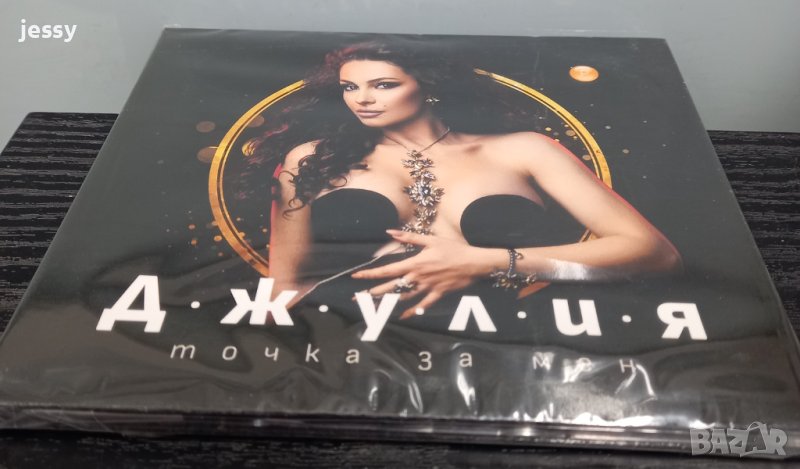 jessy
Д.Ж.У.Л.И.Я
точка за мен
BAZAR